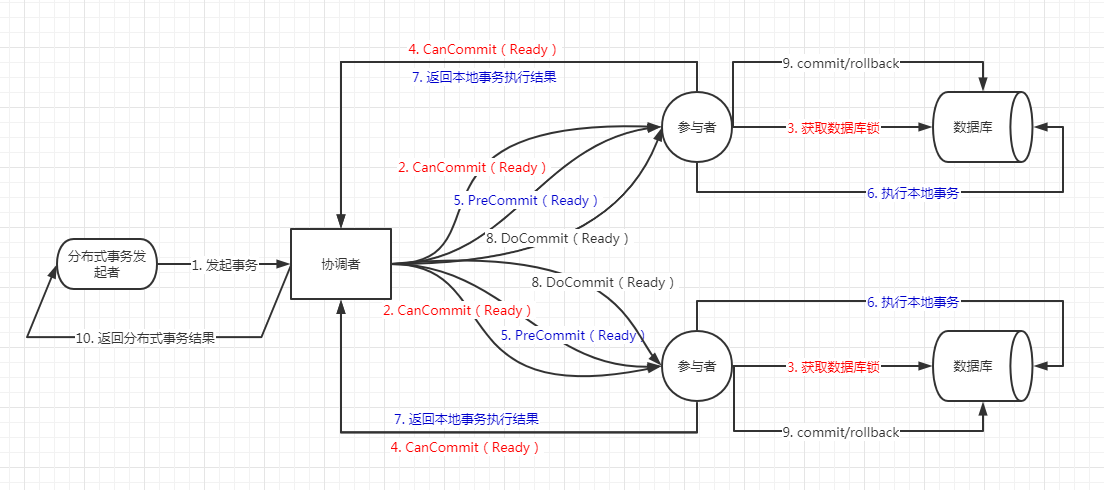 4. CanCommit（Ready）
7. 返回本地事务执行结果
9. commit/rollback
参与者
3. 获取数据库锁
数据库
2. CanCommit（Ready）
5. PreCommit（Ready）
6. 执行本地事务
8. DoCommit（Ready）
分布式事务发
起者
1. 发起事务
协调者
8. DoCommit（Ready）
6. 执行本地事务
2. CanCommit（Ready）
10. 返回分布式事务结果
5. PreCommit（Ready）
参与者
3. 获取数据库锁
数据库
7. 返回本地事务执行结果
9. commit/rollback
4. CanCommit（Ready）